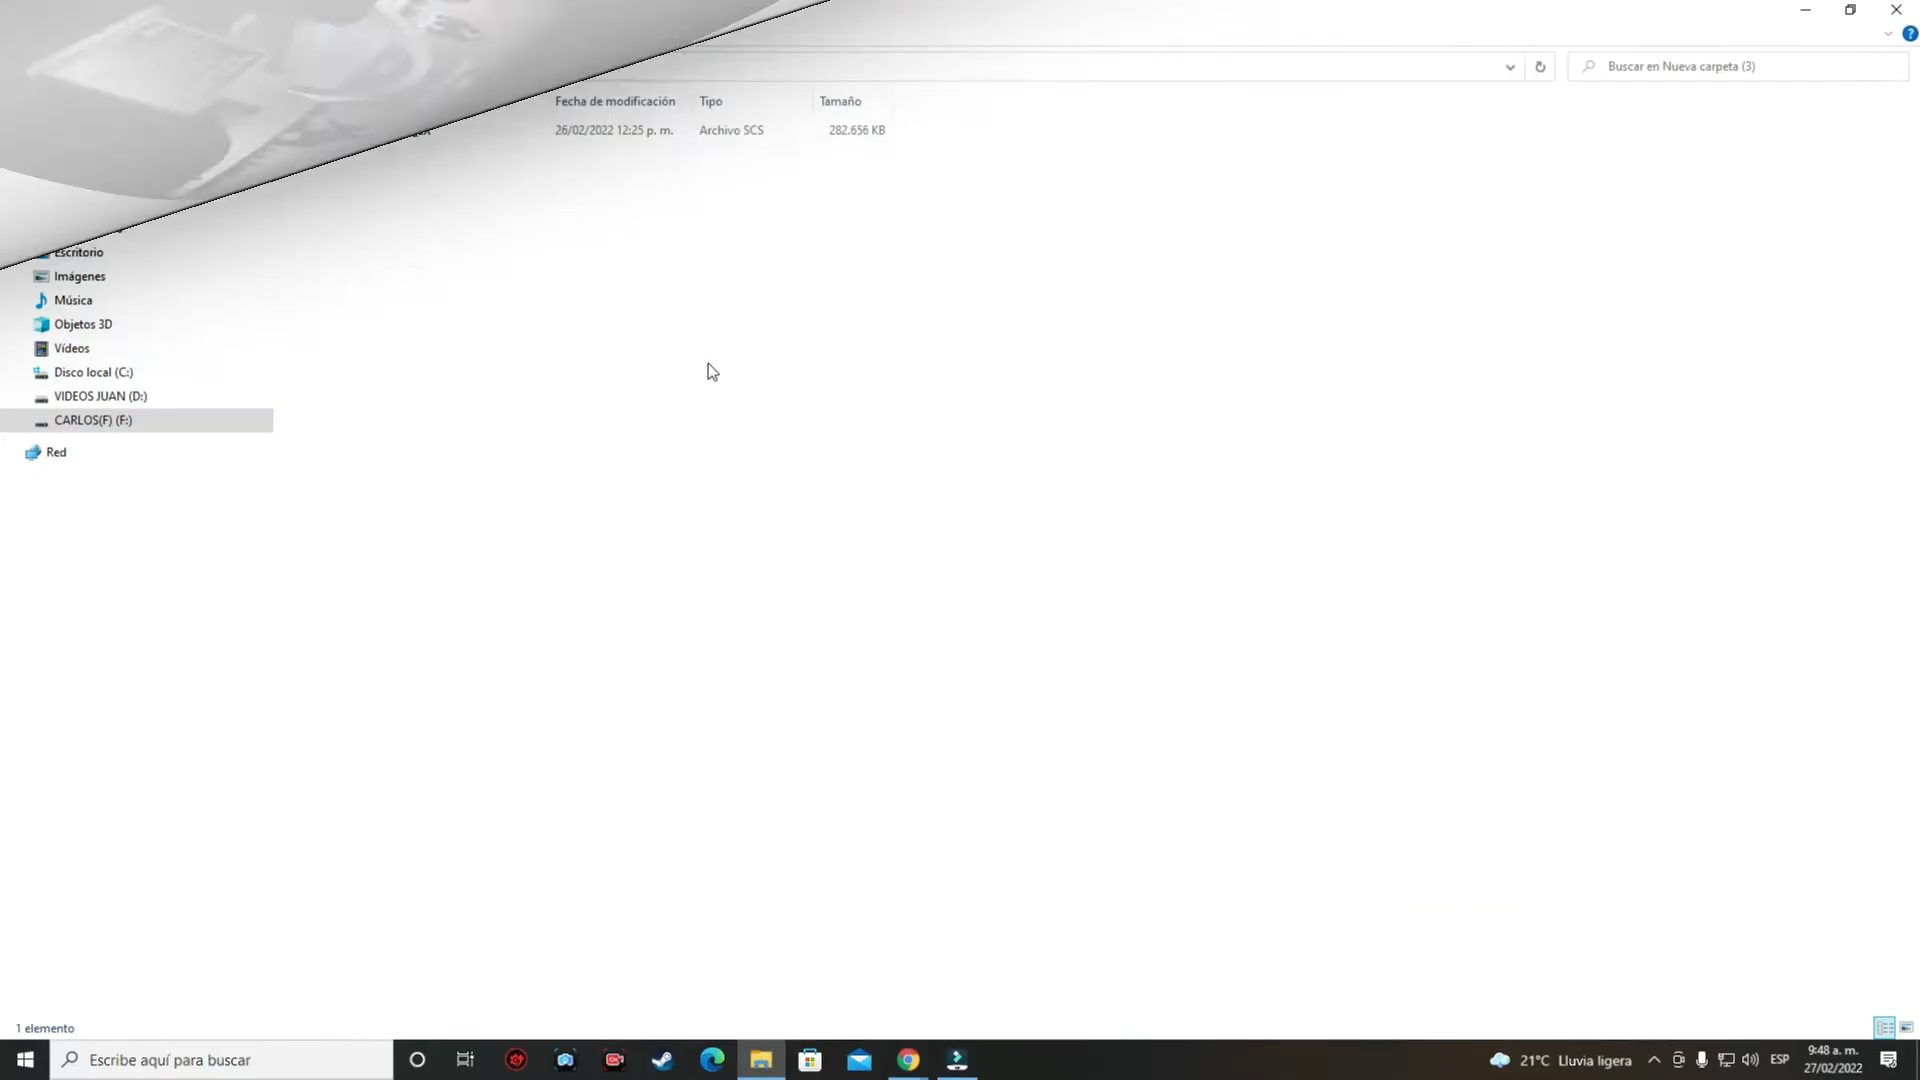 Buscar en Nueva carpeta (3)
Fecha de modificación Tipo Tamaño
26/02/2022 12:25 p. m. Archivo SCS 282.656 KB
Escritorio
Imágenes
Música
Objetos 3D
Vídeos
Disco local (C:)
VIDEOS JUAN (D:)
CARLOS(F) (F:)
Red
1 elemento
Escribe aquí para buscar
21°C Lluvia ligera
ESP
9:48 a. m.
27/02/2022